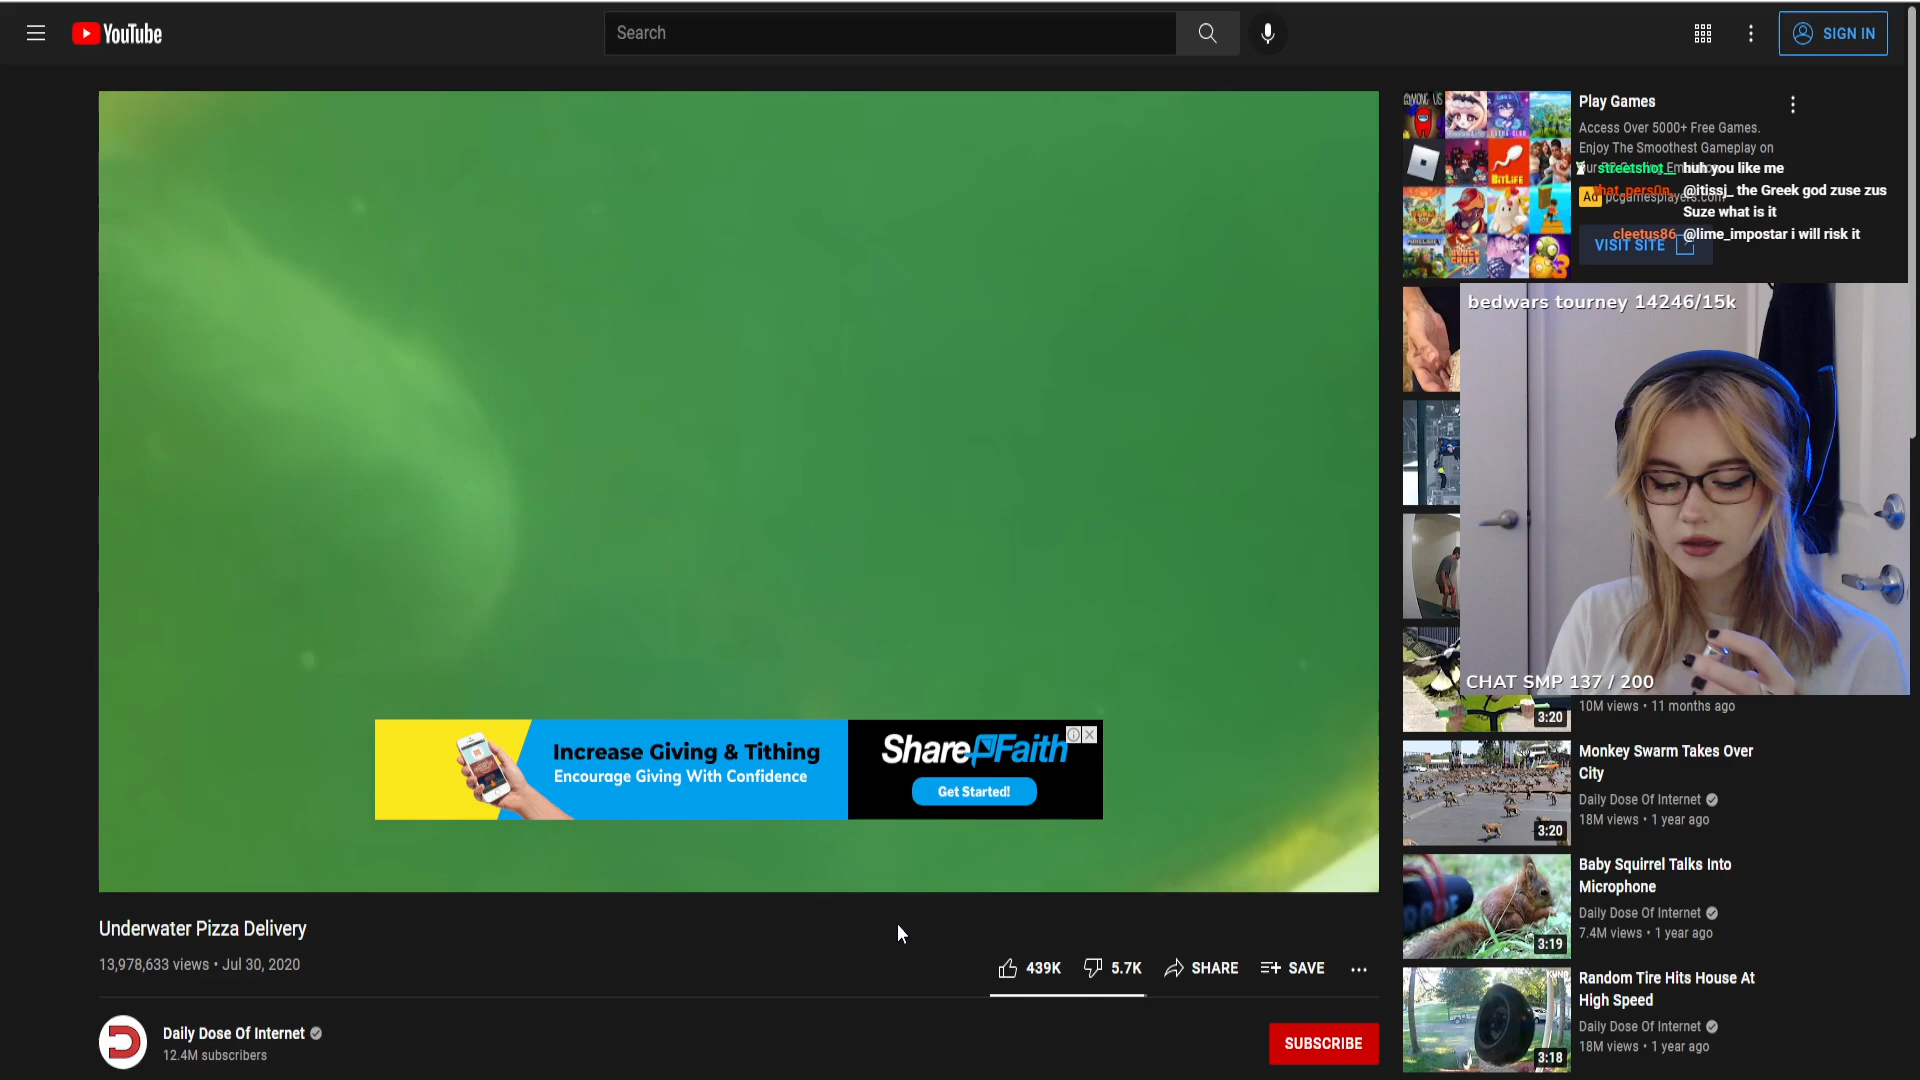 YouTube
Search
SIGN IN
Play Games
Access Over 5000+ Free Games.
Enjoy The Smoothest Gameplay on
streetshot__ huh you like me
@itissj_ the Greek god zuse zus
Suze what is it
Ad pcgamesplayers.com
cleetus86 @lime_impostar i will risk it
VISIT SITE
AMONG US
BITLIFE
bedwars tourney 14246/15k
CHAT SMP 137 / 200
3:20
10M views • 11 months ago
Increase Giving & Tithing
Encourage Giving With Confidence
ShareFaith
Get Started!
Monkey Swarm Takes Over
City
Daily Dose Of Internet
18M views • 1 year ago
3:20
Baby Squirrel Talks Into
Microphone
Daily Dose Of Internet
7.4M views • 1 year ago
3:19
Random Tire Hits House At
High Speed
Daily Dose Of Internet
18M views • 1 year ago
3:18
Underwater Pizza Delivery
13,978,633 views • Jul 30, 2020
439K
5.7K
SHARE
SAVE
Daily Dose Of Internet
12.4M subscribers
SUBSCRIBE